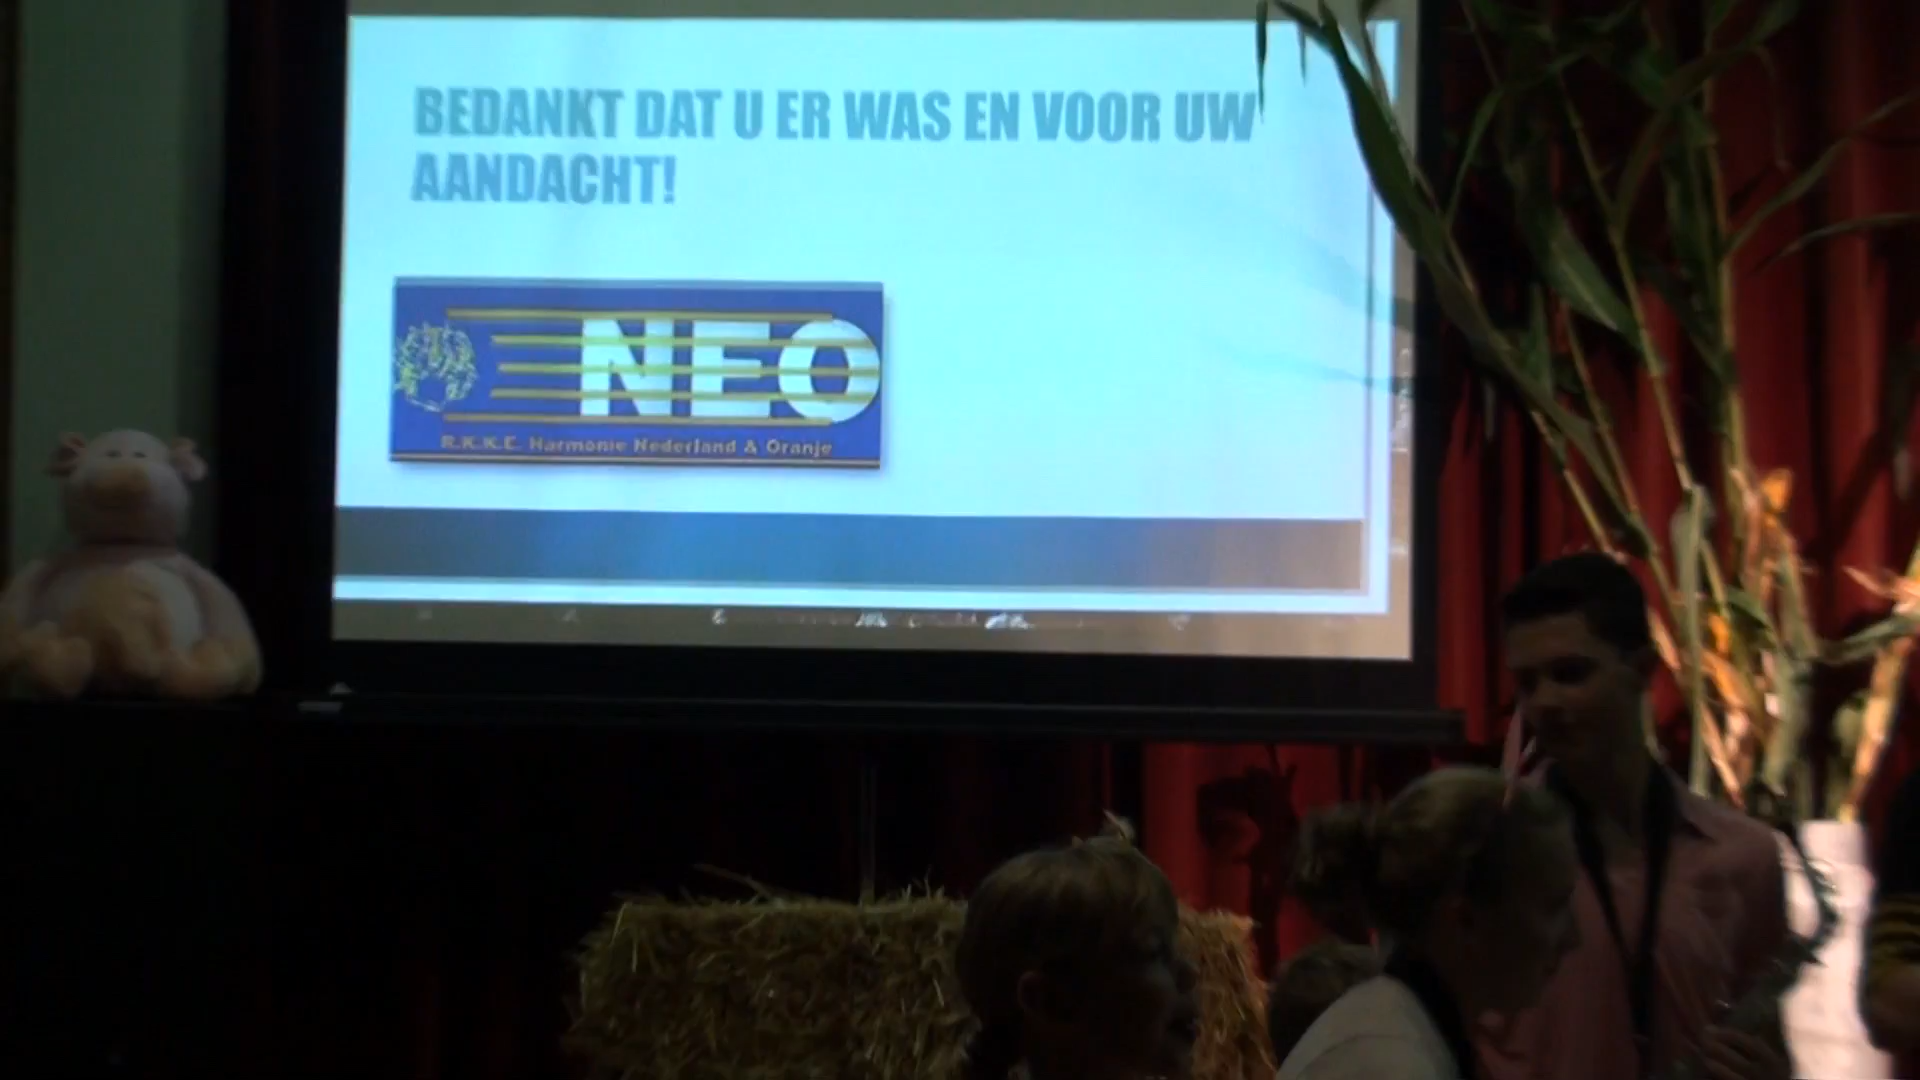 BEDANKT DAT U ER WAS EN VOOR UW
AANDACHT!
NEO
R.K.K.E. Harmonie Nederland & Oranje